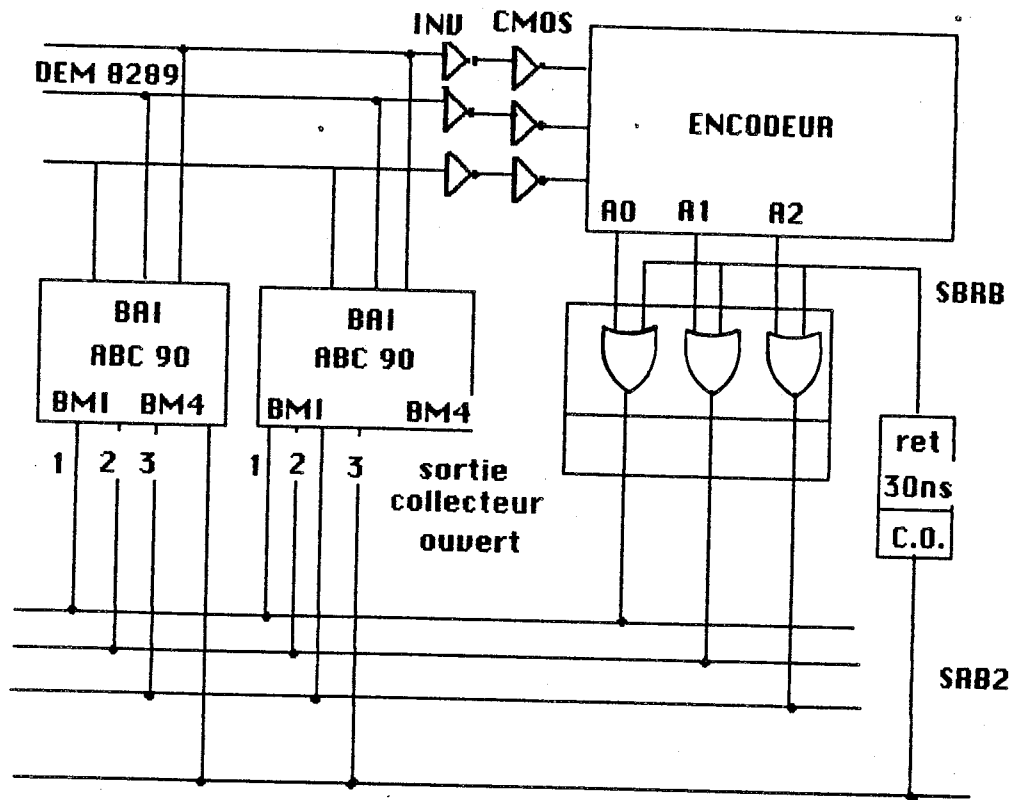 INV CMOS
DEM 8289
ENCODEUR
A0 A1 A2
SBRB
BAI
ABC 90
BM1 BM4
BAI
ABC 90
BM1 BM4
1 2 3
1 2 3
sortie
collecteur
ouvert
ret
30ns
C.O.
SAB2